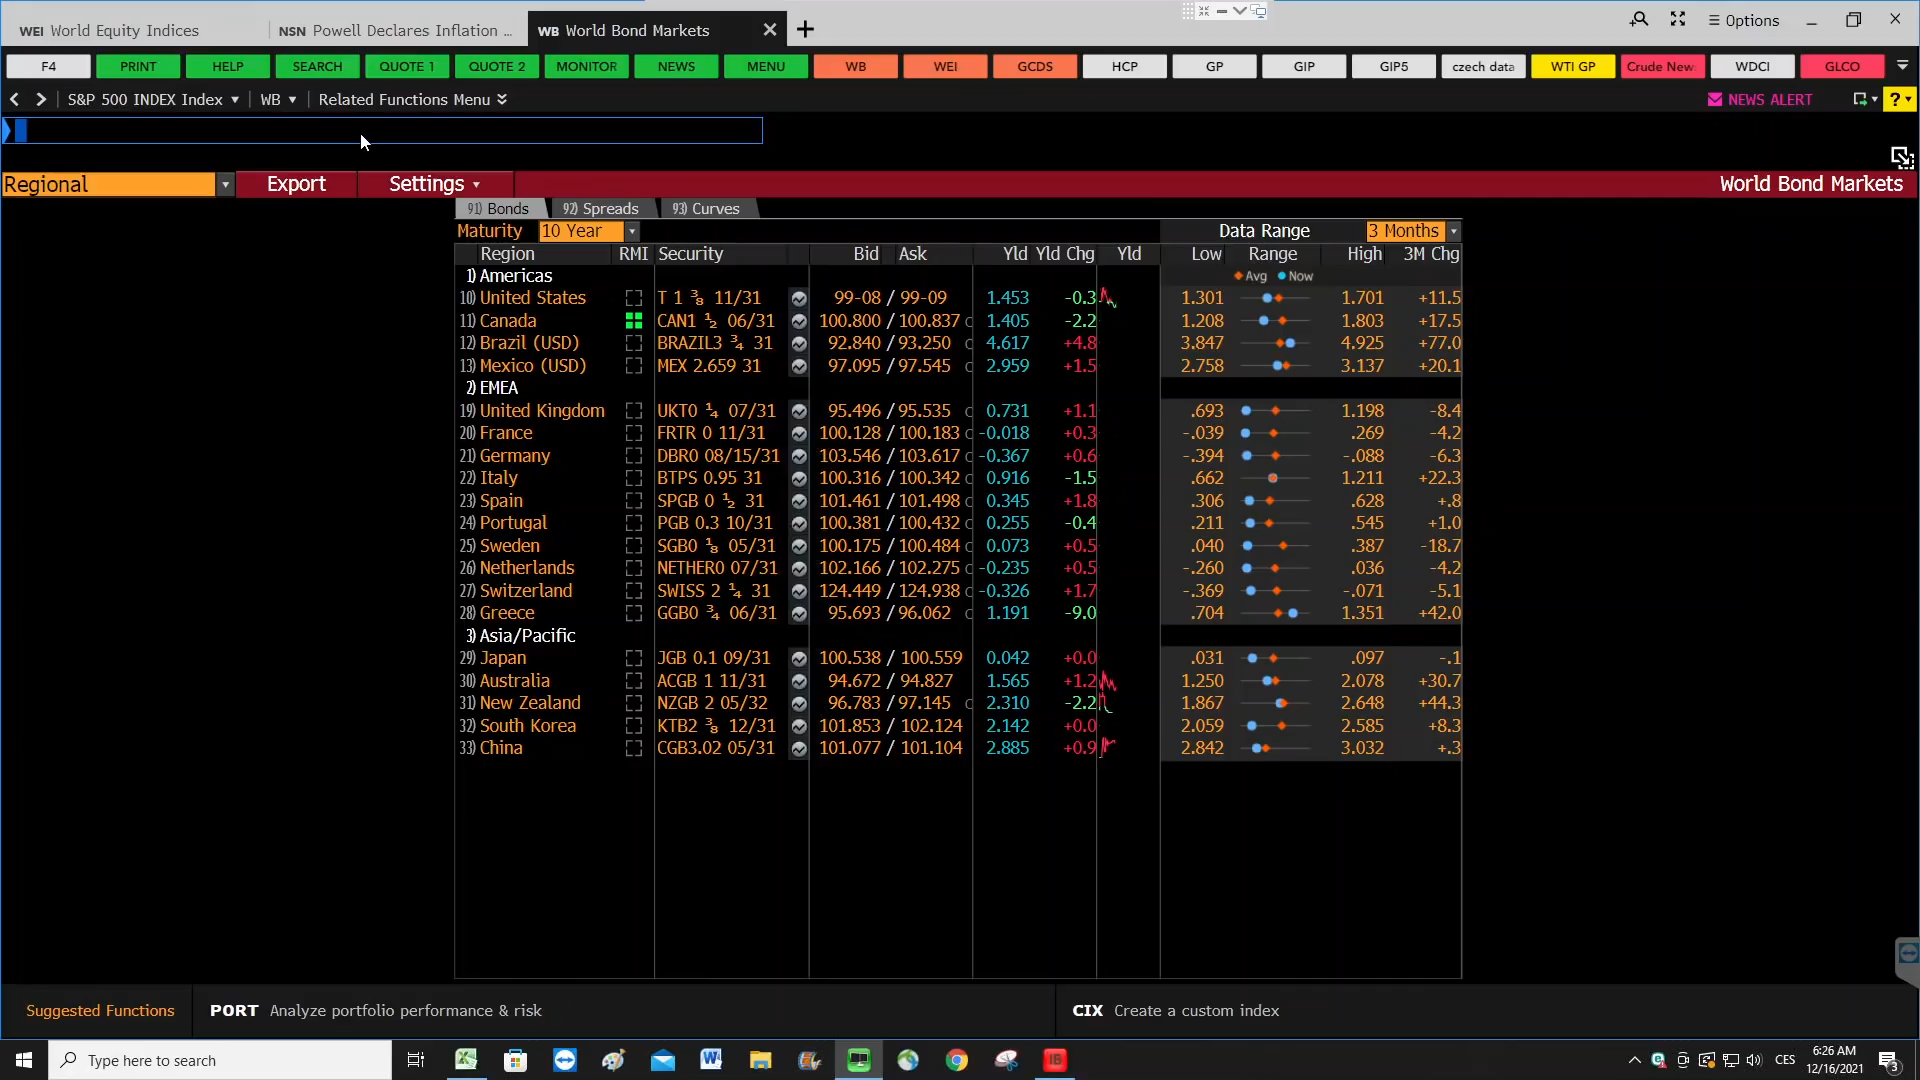 WEI World Equity Indices NSN Powell Declares Inflation ... WB World Bond Markets
Options
F4 PRINT HELP SEARCH QUOTE 1 QUOTE 2 MONITOR NEWS MENU WB WEI GCDS HCP GP GIP GIP5 czech data WTI GP Crude New WDCI GLCO
S&P 500 INDEX Index WB Related Functions Menu NEWS ALERT ?
Regional Export Settings World Bond Markets
91) Bonds 92) Spreads 93) Curves
Maturity 10 Year Data Range 3 Months
Region RMI Security Bid Ask Yld Yld Chg Yld Low Range High 3M Chg
1) Americas Avg Now
10) United States T 1 ⅜ 11/31 99-08 / 99-09 1.453 -0.3 1.301 1.701 +11.5
11) Canada CAN1 ½ 06/31 100.800 / 100.837 c 1.405 -2.2 1.208 1.803 +17.5
12) Brazil (USD) BRAZIL3 ¾ 31 92.840 / 93.250 c 4.617 +4.8 3.847 4.925 +77.0
13) Mexico (USD) MEX 2.659 31 97.095 / 97.545 c 2.959 +1.5 2.758 3.137 +20.1
2) EMEA
19) United Kingdom UKT0 ¼ 07/31 95.496 / 95.535 c 0.731 +1.1 .693 1.198 -8.4
20) France FRTR 0 11/31 100.128 / 100.183 c -0.018 +0.3 -.039 .269 -4.2
21) Germany DBR0 08/15/31 103.546 / 103.617 c -0.367 +0.6 -.394 -.088 -6.3
22) Italy BTPS 0.95 31 100.316 / 100.342 c 0.916 -1.5 .662 1.211 +22.3
23) Spain SPGB 0 ½ 31 101.461 / 101.498 c 0.345 +1.8 .306 .628 +.8
24) Portugal PGB 0.3 10/31 100.381 / 100.432 c 0.255 -0.4 .211 .545 +1.0
25) Sweden SGB0 ⅛ 05/31 100.175 / 100.484 c 0.073 +0.5 .040 .387 -18.7
26) Netherlands NETHER0 07/31 102.166 / 102.275 c -0.235 +0.5 -.260 .036 -4.2
27) Switzerland SWISS 2 ¼ 31 124.449 / 124.938 c -0.326 +1.7 -.369 -.071 -5.1
28) Greece GGB0 ¾ 06/31 95.693 / 96.062 c 1.191 -9.0 .704 1.351 +42.0
3) Asia/Pacific
29) Japan JGB 0.1 09/31 100.538 / 100.559 0.042 +0.0 .031 .097 -.1
30) Australia ACGB 1 11/31 94.672 / 94.827 1.565 +1.2 1.250 2.078 +30.7
31) New Zealand NZGB 2 05/32 96.783 / 97.145 c 2.310 -2.2 1.867 2.648 +44.3
32) South Korea KTB2 ⅜ 12/31 101.853 / 102.124 2.142 +0.0 2.059 2.585 +8.3
33) China CGB3.02 05/31 101.077 / 101.104 2.885 +0.9 2.842 3.032 +.3
Suggested Functions PORT Analyze portfolio performance & risk CIX Create a custom index
Type here to search CES 6:26 AM
12/16/2021 3